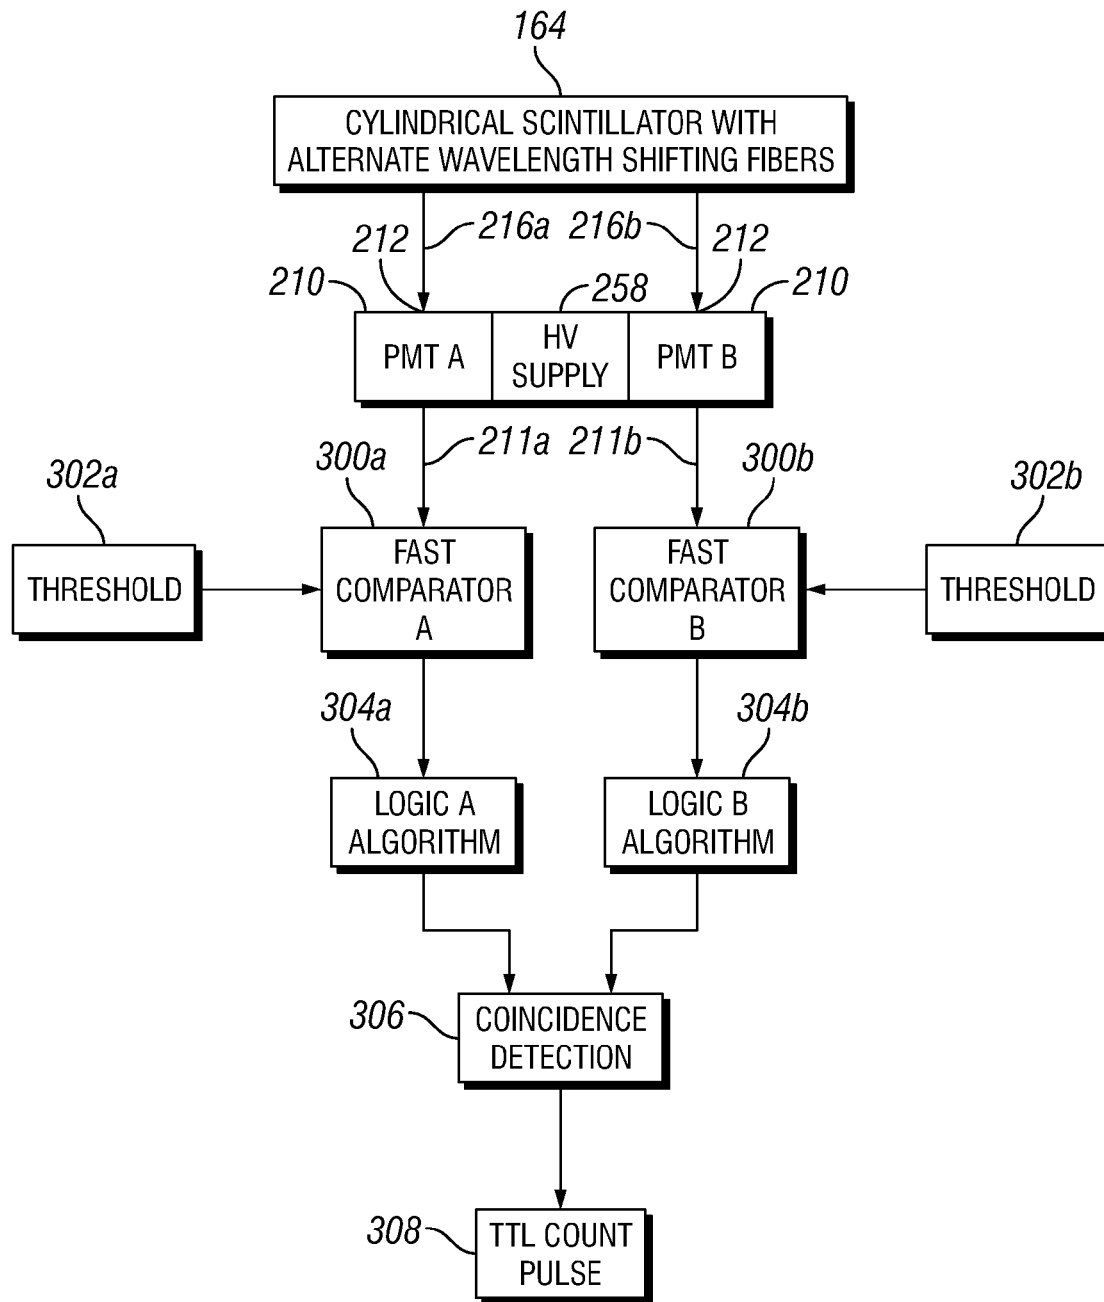 164
CYLINDRICAL SCINTILLATOR WITH
ALTERNATE WAVELENGTH SHIFTING FIBERS
216a 216b
212 212
210 258 210
PMT A
HV
SUPPLY
PMT B
211a 211b
300a 300b
302a 302b
THRESHOLD
FAST
COMPARATOR
A
FAST
COMPARATOR
B
THRESHOLD
304a 304b
LOGIC A
ALGORITHM
LOGIC B
ALGORITHM
306
COINCIDENCE
DETECTION
308
TTL COUNT
PULSE